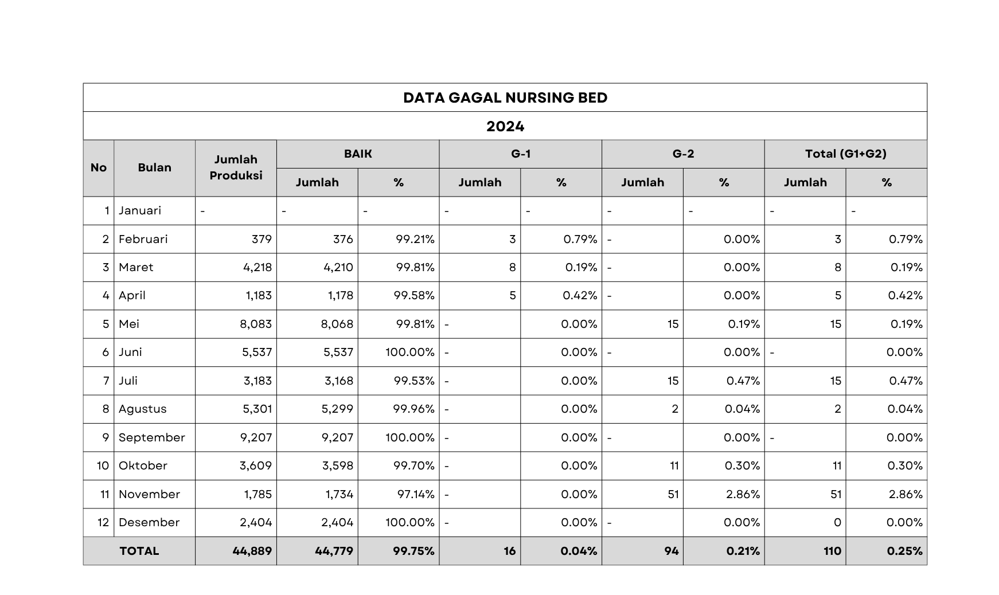 DATA GAGAL NURSING BED
2024
No Bulan Jumlah Produksi BAIK G-1 G-2 Total (G1+G2)
Jumlah % Jumlah % Jumlah % Jumlah %
1 Januari - - - - - - - - -
2 Februari 379 376 99.21% 3 0.79% - 0.00% 3 0.79%
3 Maret 4,218 4,210 99.81% 8 0.19% - 0.00% 8 0.19%
4 April 1,183 1,178 99.58% 5 0.42% - 0.00% 5 0.42%
5 Mei 8,083 8,068 99.81% - 0.00% 15 0.19% 15 0.19%
6 Juni 5,537 5,537 100.00% - 0.00% - 0.00% - 0.00%
7 Juli 3,183 3,168 99.53% - 0.00% 15 0.47% 15 0.47%
8 Agustus 5,301 5,299 99.96% - 0.00% 2 0.04% 2 0.04%
9 September 9,207 9,207 100.00% - 0.00% - 0.00% - 0.00%
10 Oktober 3,609 3,598 99.70% - 0.00% 11 0.30% 11 0.30%
11 November 1,785 1,734 97.14% - 0.00% 51 2.86% 51 2.86%
12 Desember 2,404 2,404 100.00% - 0.00% - 0.00% 0 0.00%
TOTAL 44,889 44,779 99.75% 16 0.04% 94 0.21% 110 0.25%